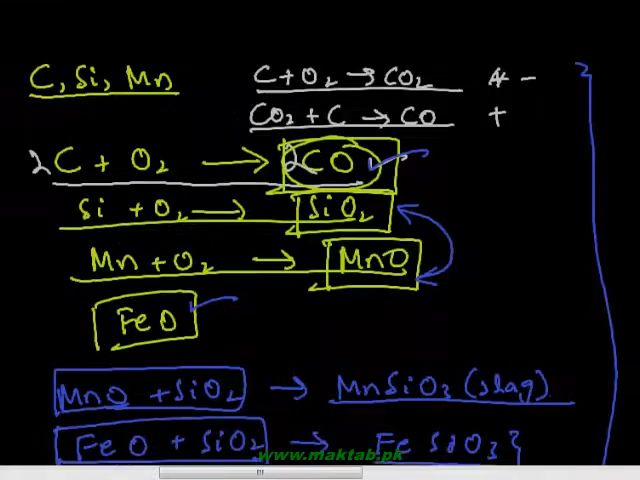 C, Si, Mn
C + O2 → CO2 -
CO2 + C → CO +
2C + O2 → 2CO
Si + O2 → SiO2
Mn + O2 → MnO
FeO
MnO + SiO2 → MnSiO3 (slag)
FeO + SiO2 → FeSiO3
www.maktab.pk